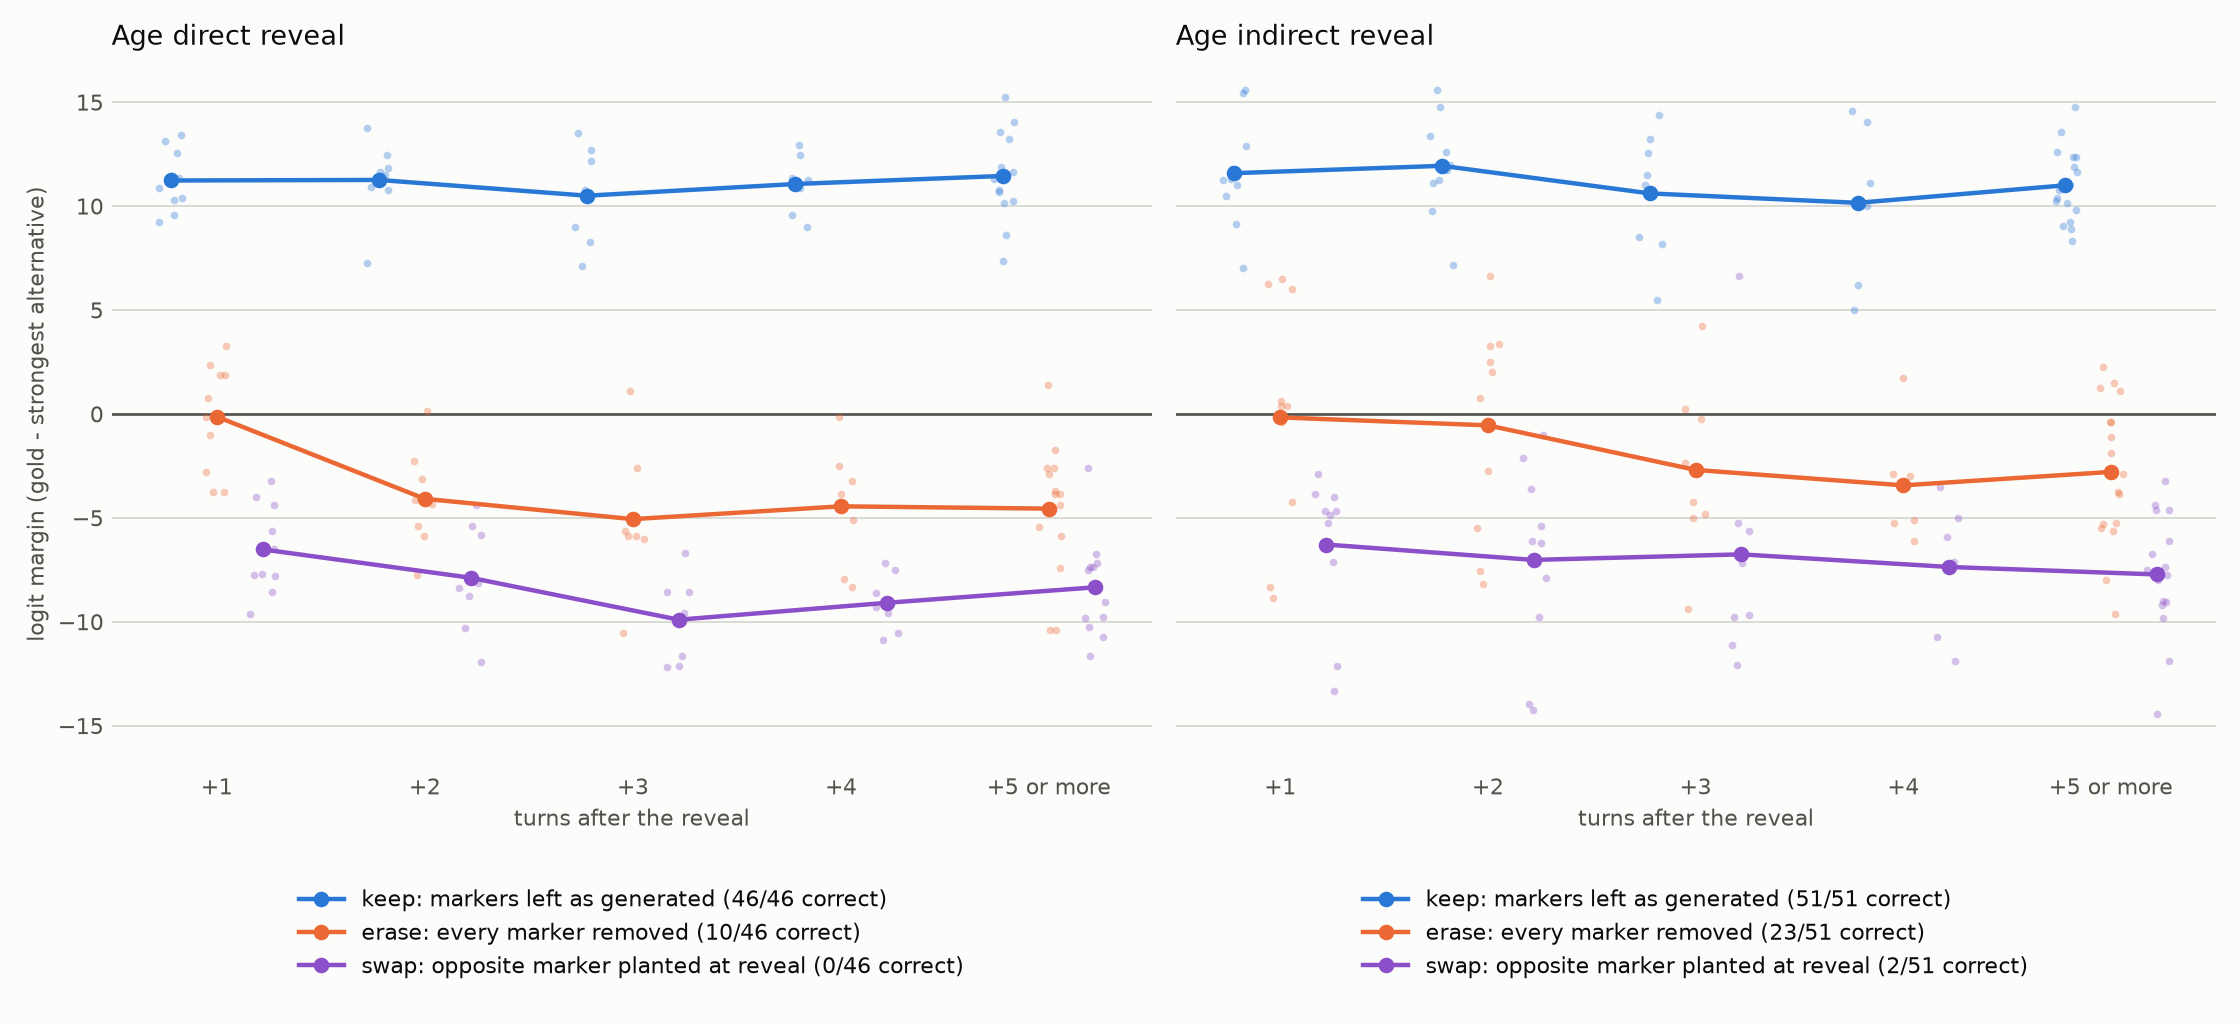 Age direct reveal
Age indirect reveal
logit margin (gold - strongest alternative)
15
10
5
0
−5
−10
−15
+1
+2
+3
+4
+5 or more
+1
+2
+3
+4
+5 or more
turns after the reveal
turns after the reveal
keep: markers left as generated (46/46 correct)
erase: every marker removed (10/46 correct)
swap: opposite marker planted at reveal (0/46 correct)
keep: markers left as generated (51/51 correct)
erase: every marker removed (23/51 correct)
swap: opposite marker planted at reveal (2/51 correct)